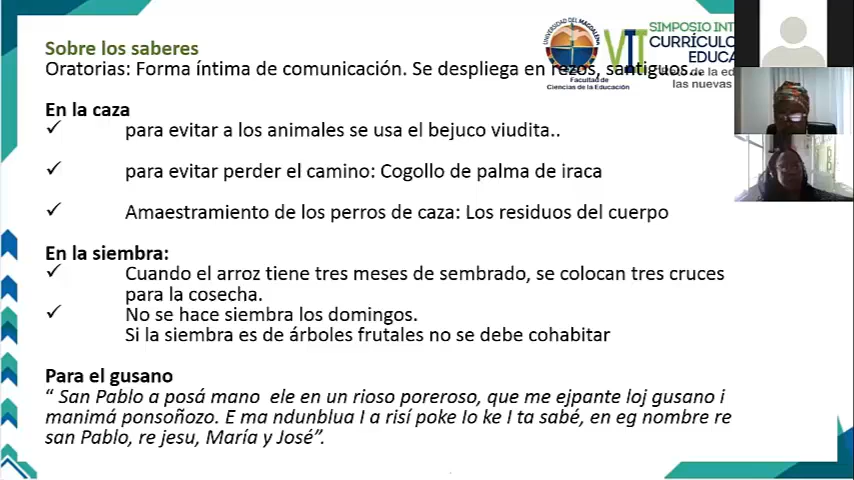 Sobre los saberes
Oratorias: Forma íntima de comunicación. Se despliega en rezos, santiguos...
En la caza
✓ para evitar a los animales se usa el bejuco viudita..
✓ para evitar perder el camino: Cogollo de palma de iraca
✓ Amaestramiento de los perros de caza: Los residuos del cuerpo
En la siembra:
✓ Cuando el arroz tiene tres meses de sembrado, se colocan tres cruces
para la cosecha.
✓ No se hace siembra los domingos.
Si la siembra es de árboles frutales no se debe cohabitar
Para el gusano
“ San Pablo a posá mano ele en un rioso poreroso, que me ejpante loj gusano i
manimá ponsoñozo. E ma ndunblua I a risí poke Io ke I ta sabé, en eg nombre re
san Pablo, re jesu, María y José”.
UNIVERSIDAD DEL MAGDALENA
Facultad de
Ciencias de la Educación
VII
SIMPOSIO INT
CURRÍCULO
EDUCA
de la ed
las nuevas